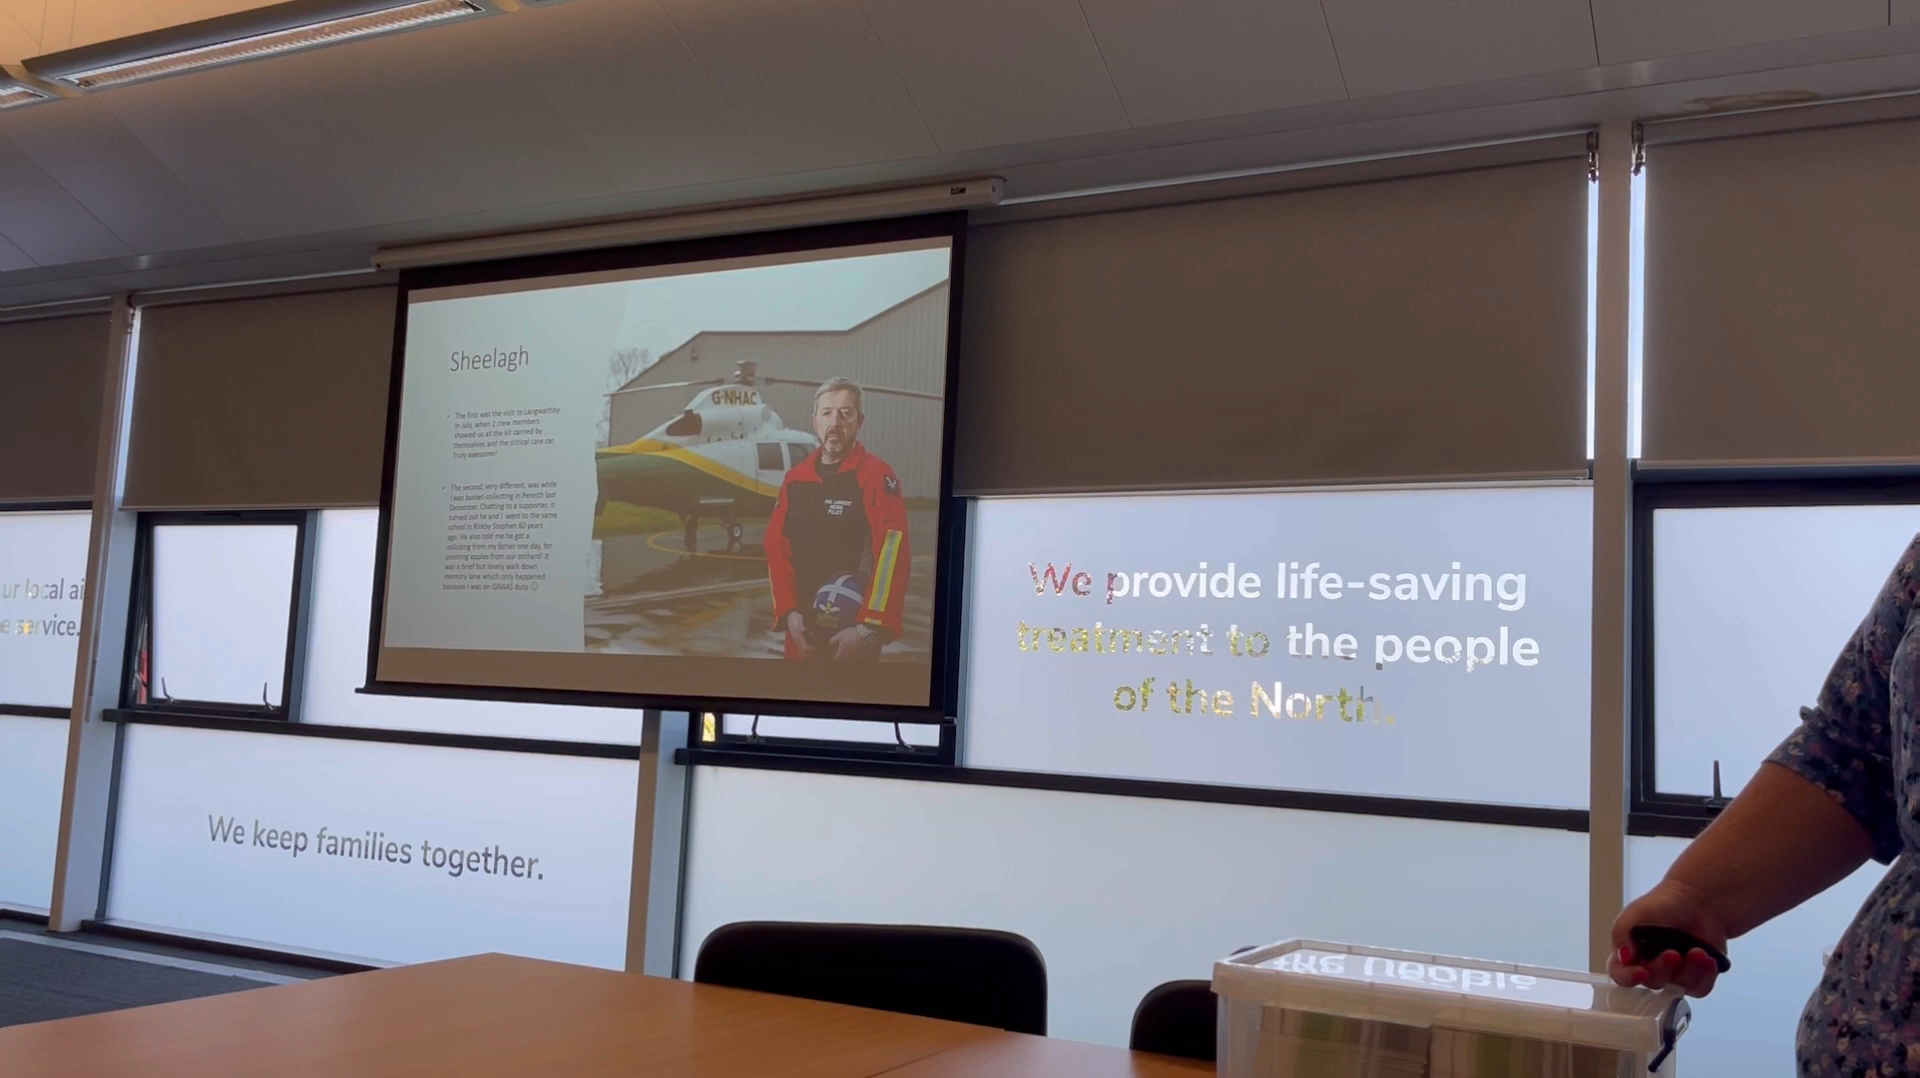 Sheelagh
• The first was the visit to Langwathby
in July, when 2 crew members
showed us all the kit carried by
themselves and the critical care car.
Truly awesome!
• The second, very different, was while
I was bucket collecting in Penrith last
December. Chatting to a supporter, it
turned out he and I went to the same
school in Kirkby Stephen 60 years
ago. He also told me he got a
rollicking from my father one day, for
pinching apples from our orchard! It
was a brief but lovely walk down
memory lane which only happened
because I was on GNAAS duty. ☺
G-NHAC
PILOT
We provide life-saving
treatment to the people
of the North.
ur local ai
e service.
We keep families together.
the people